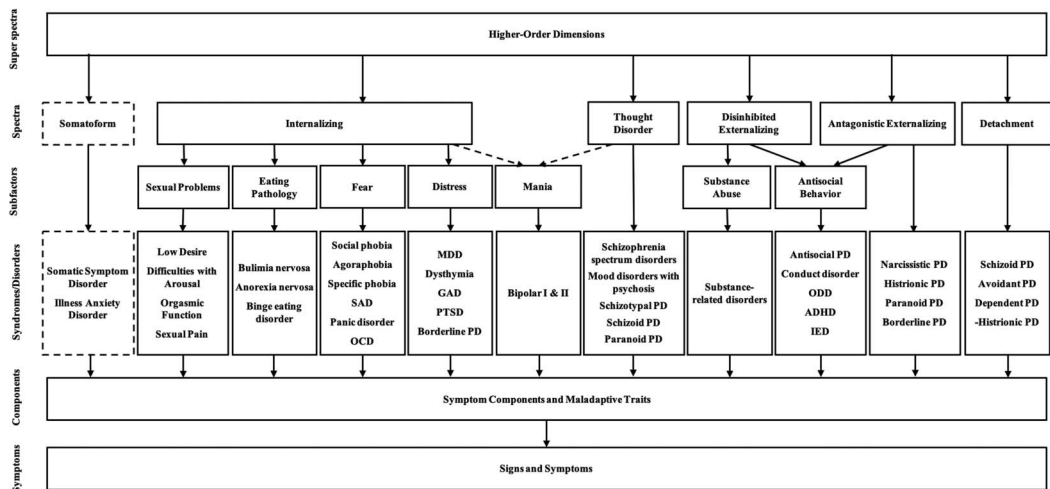 Super spectra
Higher-Order Dimensions
Spectra
Somatoform
Internalizing
Thought
Disorder
Disinhibited
Externalizing
Antagonistic Externalizing
Detachment
Subfactors
Sexual Problems
Eating
Pathology
Fear
Distress
Mania
Substance
Abuse
Antisocial
Behavior
Syndromes/Disorders
Somatic Symptom
Disorder
Illness Anxiety
Disorder
Low Desire
Difficulties with
Arousal
Orgasmic
Function
Sexual Pain
Bulimia nervosa
Anorexia nervosa
Binge eating
disorder
Social phobia
Agoraphobia
Specific phobia
SAD
Panic disorder
OCD
MDD
Dysthymia
GAD
PTSD
Borderline PD
Bipolar I & II
Schizophrenia
spectrum disorders
Mood disorders with
psychosis
Schizotypal PD
Schizoid PD
Paranoid PD
Substance-
related disorders
Antisocial PD
Conduct disorder
ODD
ADHD
IED
Narcissistic PD
Histrionic PD
Paranoid PD
Borderline PD
Schizoid PD
Avoidant PD
Dependent PD
-Histrionic PD
Components
Symptom Components and Maladaptive Traits
Symptoms
Signs and Symptoms